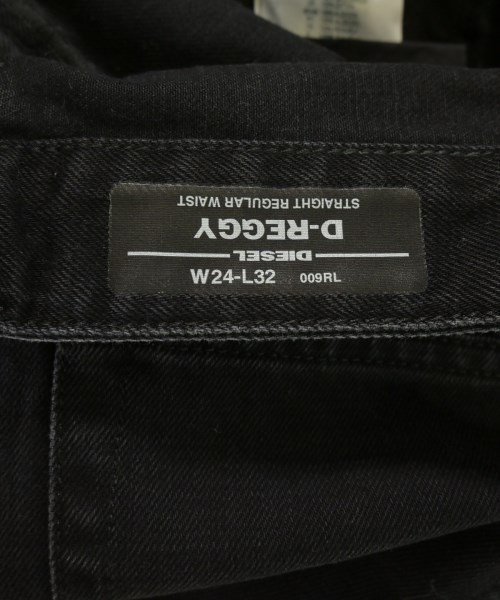 DIESEL
D-REGGY
STRAIGHT REGULAR WAIST
W24-L32 009RL